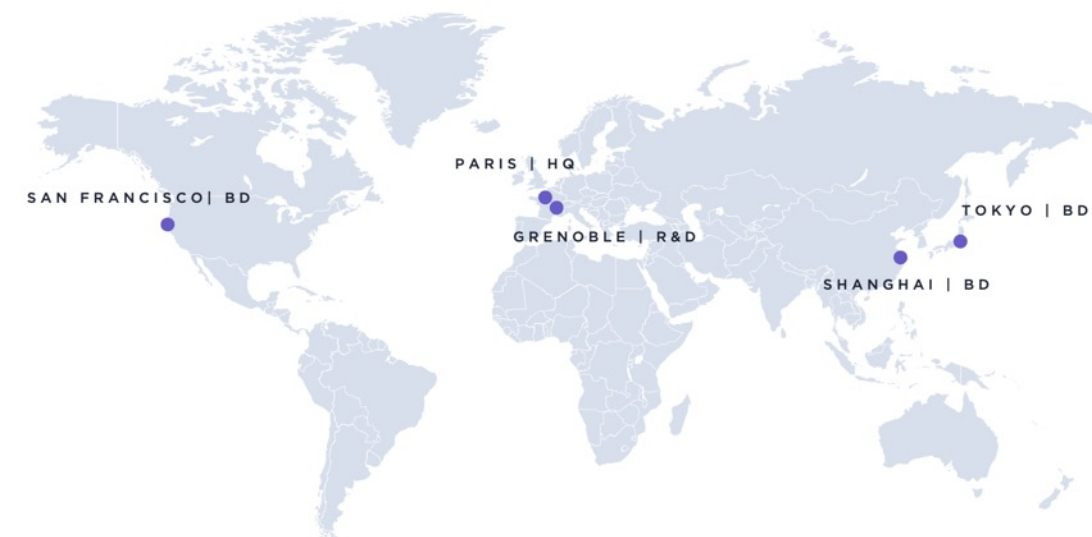 PARIS | HQ
SAN FRANCISCO| BD
TOKYO | BD
GRENOBLE | R&D
SHANGHAI | BD